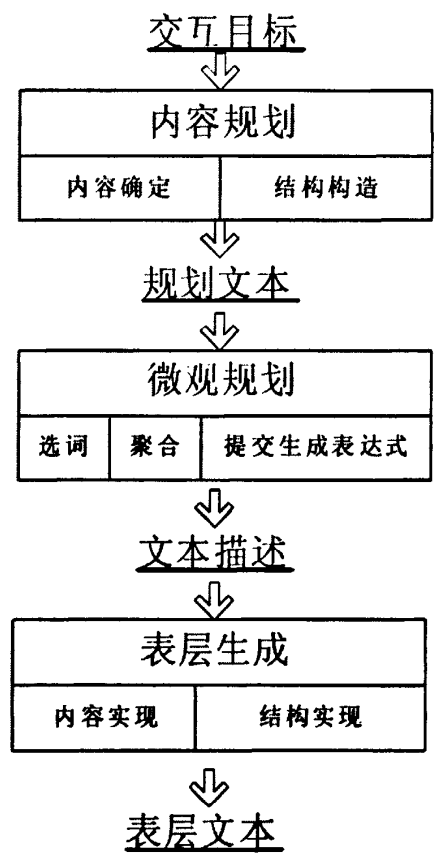 交互目标
内容规划
内容确定 结构构造
规划文本
微观规划
选词 聚合 提交生成表达式
文本描述
表层生成
内容实现 结构实现
表层文本